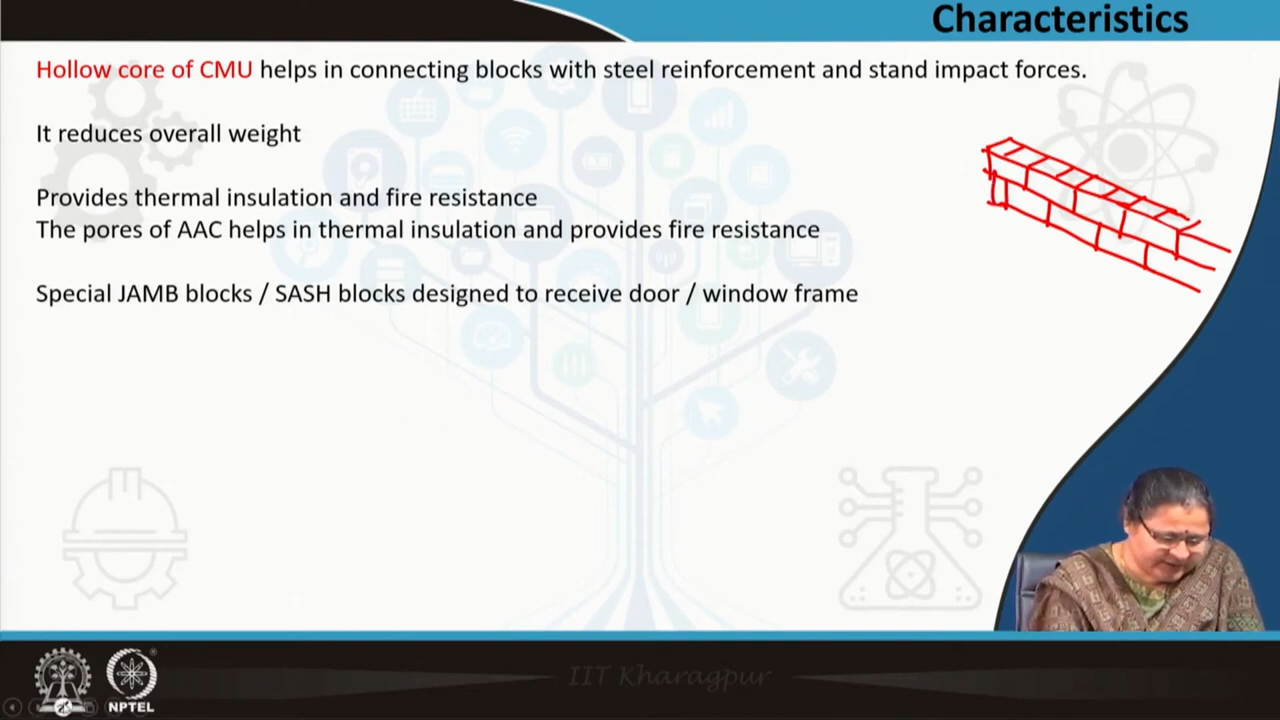 Characteristics
Hollow core of CMU helps in connecting blocks with steel reinforcement and stand impact forces.
It reduces overall weight
Provides thermal insulation and fire resistance
The pores of AAC helps in thermal insulation and provides fire resistance
Special JAMB blocks / SASH blocks designed to receive door / window frame
IIT Kharagpur
NPTEL